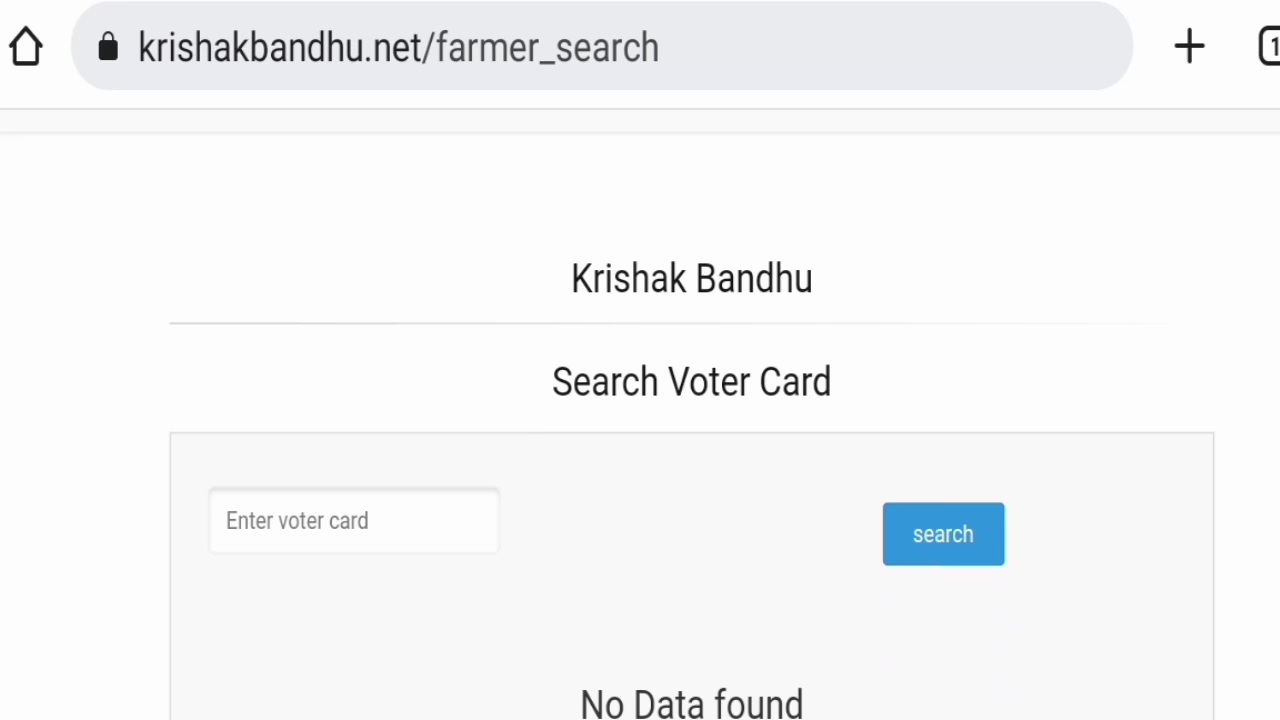 krishakbandhu.net/farmer_search
Krishak Bandhu
Search Voter Card
Enter voter card
search
No Data found